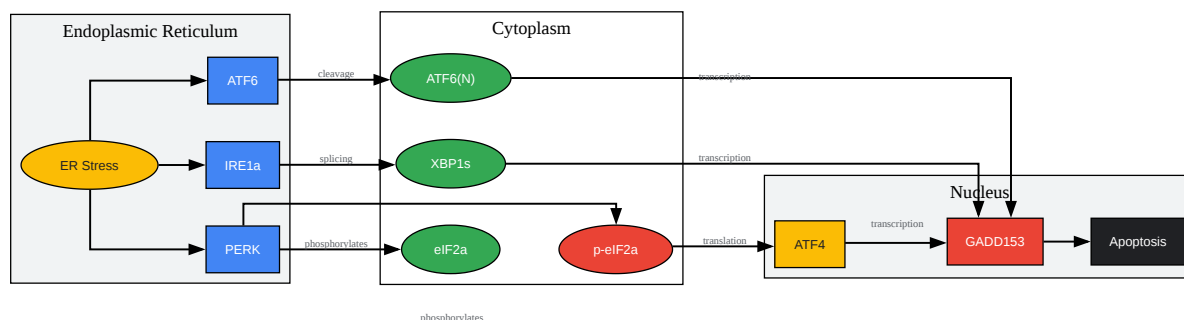 Endoplasmic Reticulum
Cytoplasm
ATF6
cleavage
ATF6(N)
transcription
ER Stress
IRE1a
splicing
XBP1s
transcription
Nucleus
PERK
phosphorylates
eIF2a
p-eIF2a
translation
ATF4
transcription
GADD153
Apoptosis
phosphorylates